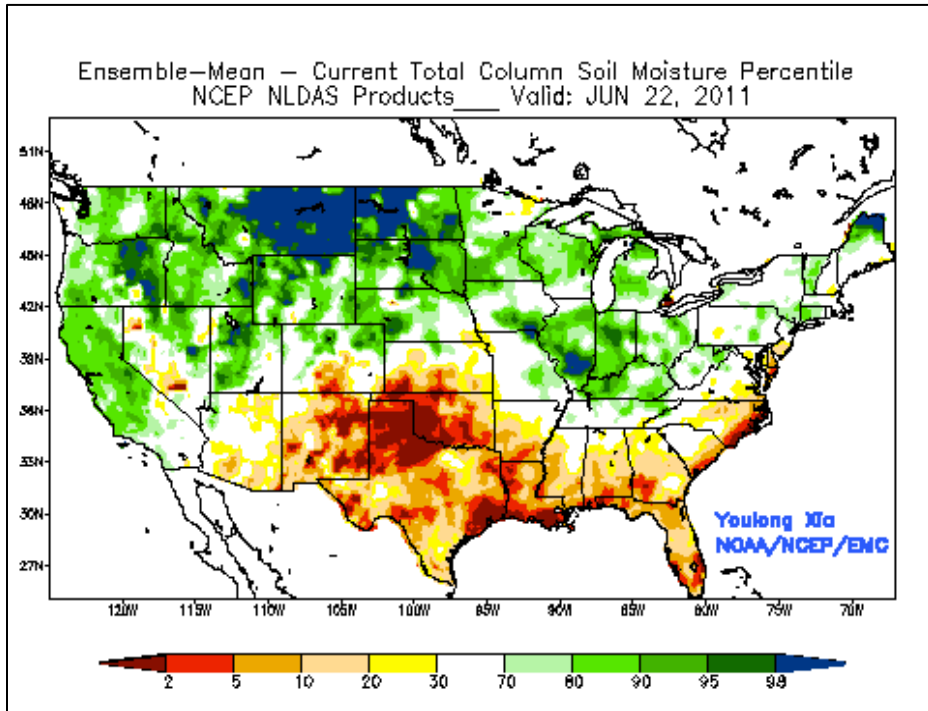 Ensemble-Mean - Current Total Column Soil Moisture Percentile
NCEP NLDAS Products___ Valid: JUN 22, 2011
51N
48N
45N
42N
39N
36N
33N
30N
27N
120W 115W 110W 105W 100W 95W 90W 85W 80W 75W 70W
Youlong Xia
NOAA/NCEP/EMC
2 5 10 20 30 70 80 90 95 98